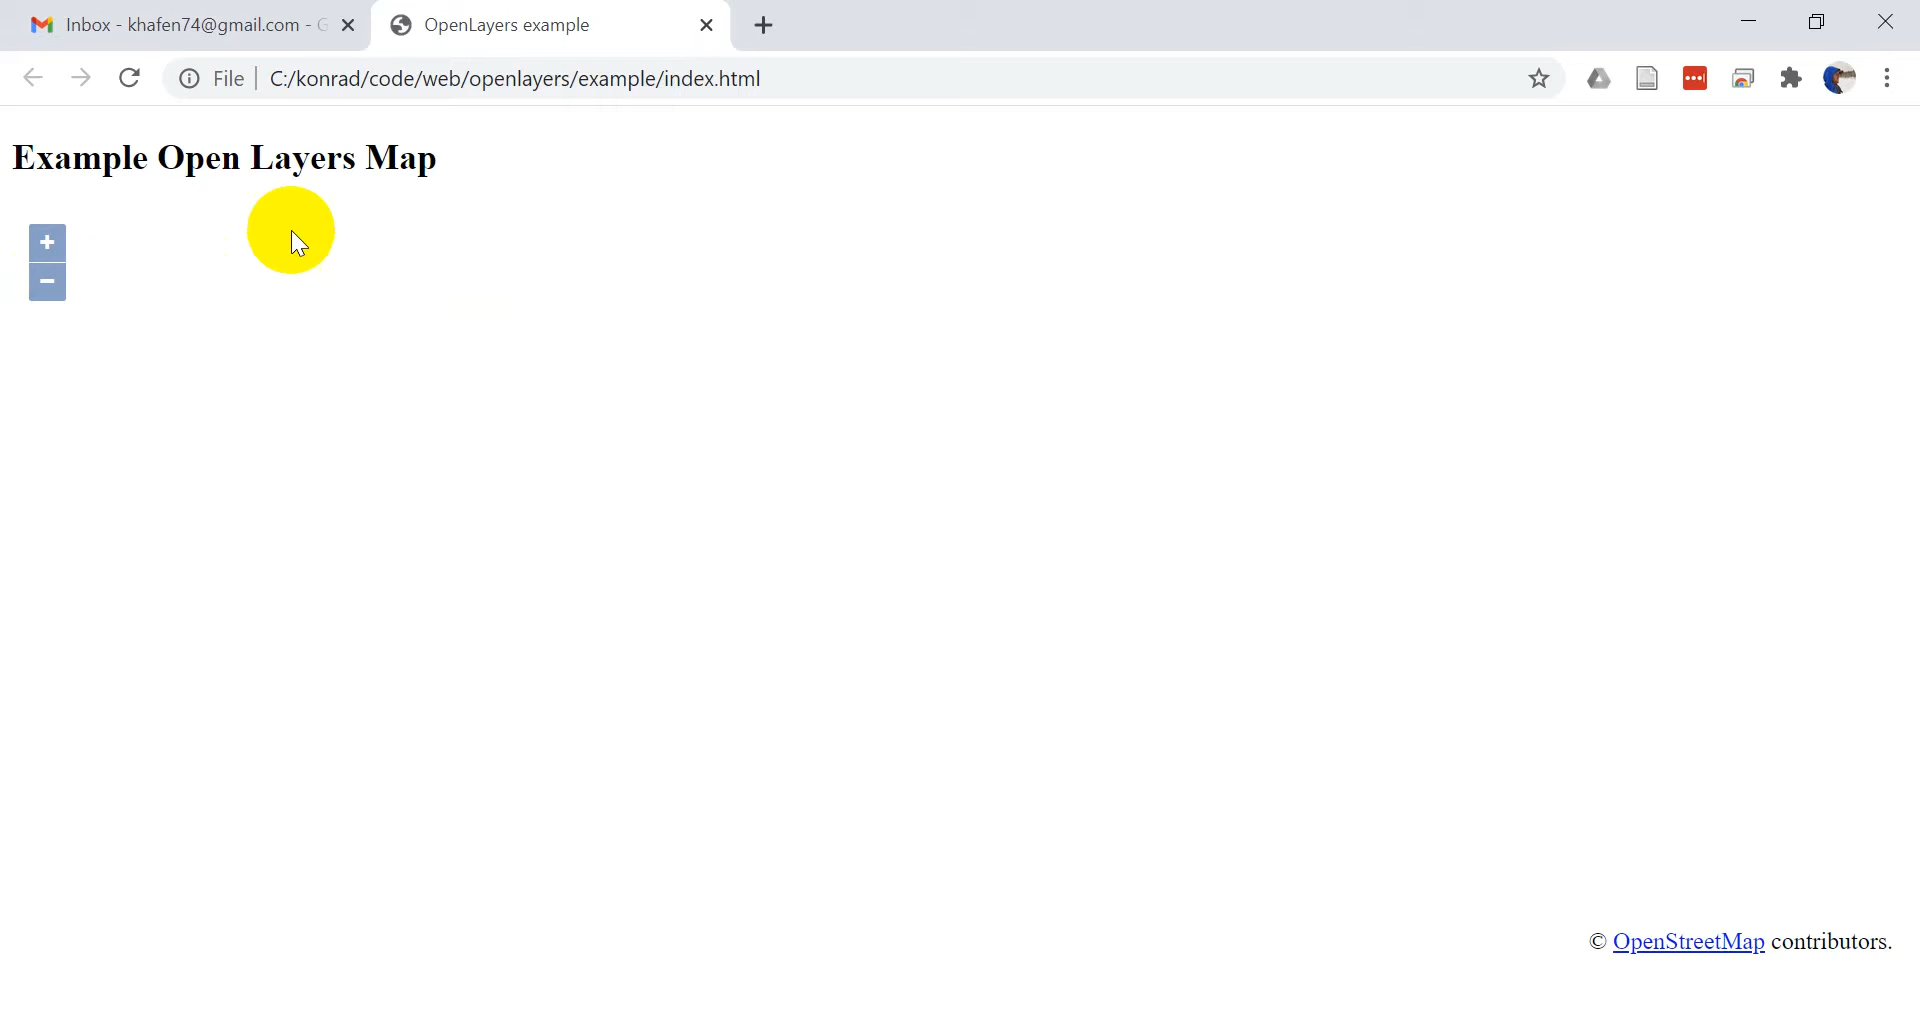 Inbox - khafen74@gmail.com - G
OpenLayers example
File
C:/konrad/code/web/openlayers/example/index.html
Example Open Layers Map
+
−
© OpenStreetMap contributors.